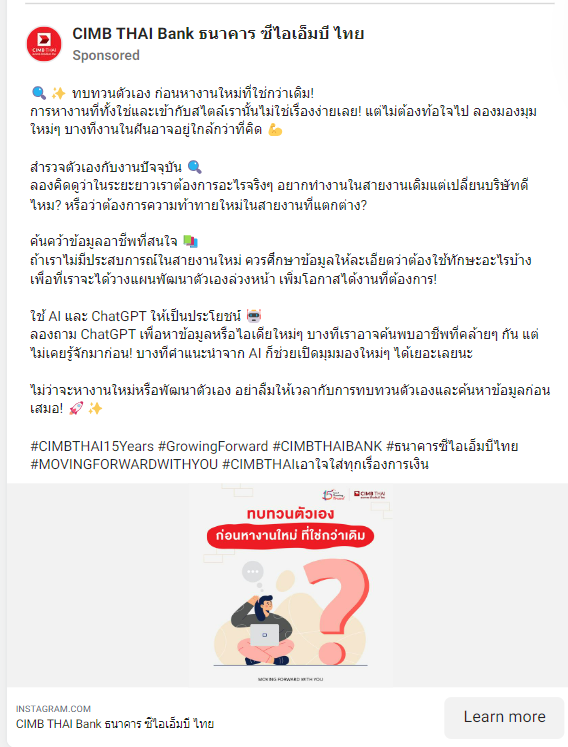 CIMB THAI Bank ธนาคาร ซีไอเอ็มบี ไทย
Sponsored
🔍 ✨ ทบทวนตัวเอง ก่อนหางานใหม่ที่ใช่กว่าเดิม!
การหางานที่ทั้งใช่และเข้ากับสไตล์เรานั้นไม่ใช่เรื่องง่ายเลย! แต่ไม่ต้องท้อใจไป ลองมองมุม
ใหม่ๆ บางทีงานในฝันอาจอยู่ใกล้กว่าที่คิด 💪
สำรวจตัวเองกับงานปัจจุบัน 🔍
ลองคิดดูว่าในระยะยาวเราต้องการอะไรจริงๆ อยากทำงานในสายงานเดิมแต่เปลี่ยนบริษัทดี
ไหม? หรือว่าต้องการความท้าทายใหม่ในสายงานที่แตกต่าง?
ค้นคว้าข้อมูลอาชีพที่สนใจ 📚
ถ้าเราไม่มีประสบการณ์ในสายงานใหม่ ควรศึกษาข้อมูลให้ละเอียดว่าต้องใช้ทักษะอะไรบ้าง
เพื่อที่เราจะได้วางแผนพัฒนาตัวเองล่วงหน้า เพิ่มโอกาสได้งานที่ต้องการ!
ใช้ AI และ ChatGPT ให้เป็นประโยชน์ 🤖
ลองถาม ChatGPT เพื่อหาข้อมูลหรือไอเดียใหม่ๆ บางทีเราอาจค้นพบอาชีพที่คล้ายๆ กัน แต่
ไม่เคยรู้จักมาก่อน! บางทีคำแนะนำจาก AI ก็ช่วยเปิดมุมมองใหม่ๆ ได้เยอะเลยนะ
ไม่ว่าจะหางานใหม่หรือพัฒนาตัวเอง อย่าลืมให้เวลากับการทบทวนตัวเองและค้นหาข้อมูลก่อน
เสมอ! 🚀 ✨
#CIMBTHAI15Years #GrowingForward #CIMBTHAIBANK #ธนาคารซีไอเอ็มบีไทย
#MOVINGFORWARDWITHYOU #CIMBTHAIเอาใจใส่ทุกเรื่องการเงิน
CIMB THAI
ทบทวนตัวเอง
ก่อนหางานใหม่ ที่ใช่กว่าเดิม
MOVING FORWARD WITH YOU
INSTAGRAM.COM
CIMB THAI Bank ธนาคาร ซีไอเอ็มบี ไทย
Learn more